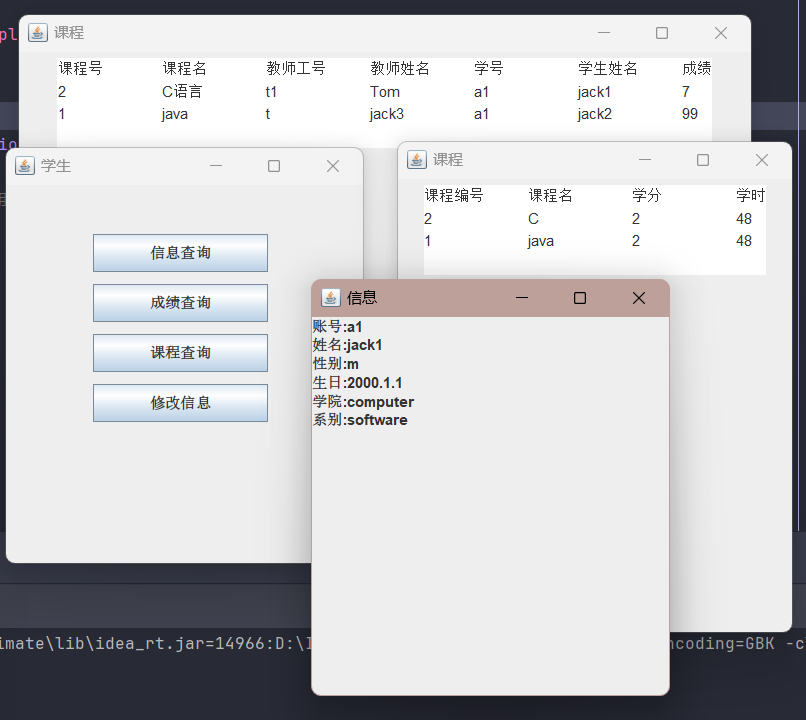 pl
课程
课程号 课程名 教师工号 教师姓名 学号 学生姓名 成绩
2 C语言 t1 Tom a1 jack1 7
1 java t jack3 a1 jack2 99
io
学生
信息查询
成绩查询
课程查询
修改信息
课程
课程编号 课程名 学分 学时
2 C 2 48
1 java 2 48
信息
账号:a1
姓名:jack1
性别:m
生日:2000.1.1
学院:computer
系别:software
imate\lib\idea_rt.jar=14966:D:\I
ncoding=GBK -c